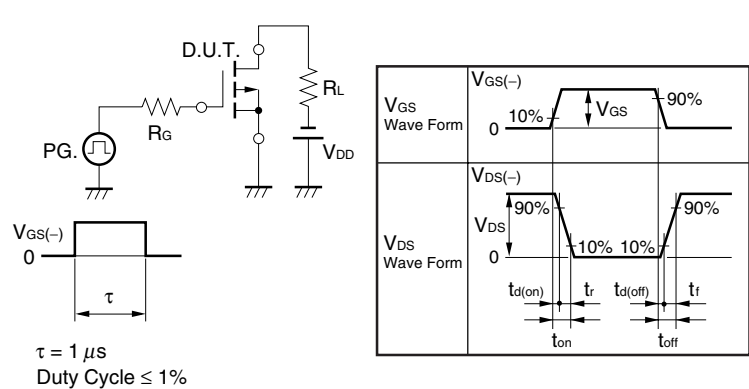 D.U.T.
RL
RG
PG.
VDD
VGS(−)
0
τ
τ = 1 μs
Duty Cycle ≤ 1%
VGS
Wave Form
VGS(−)
10%
0
VGS
90%
VDS
Wave Form
VDS(−)
90%
90%
VDS
10% 10%
0
td(on) tr td(off) tf
ton toff